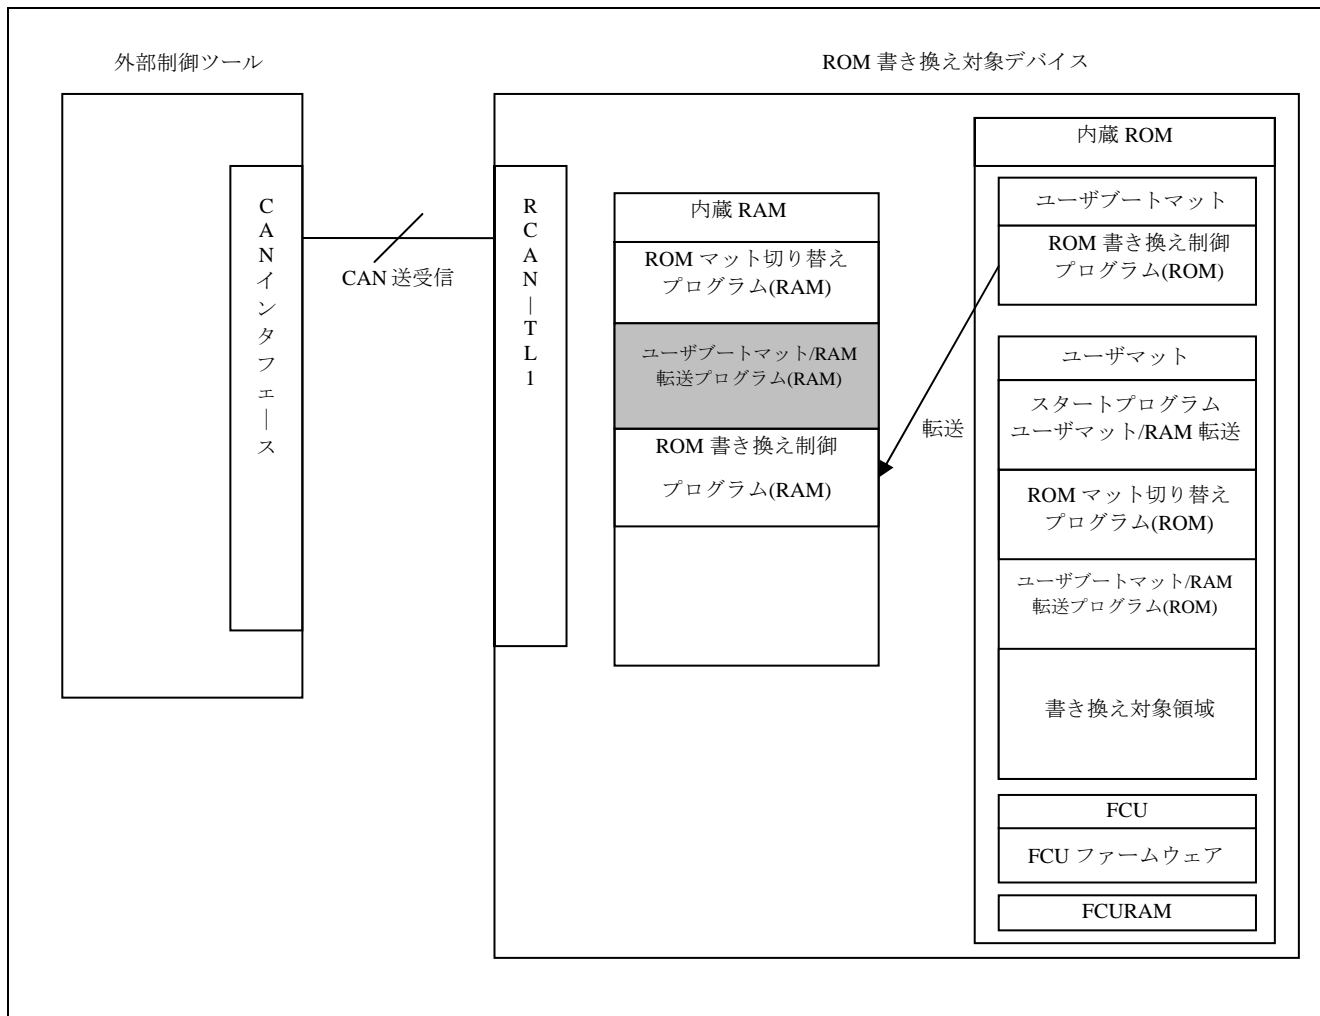 外部制御ツール
ROM 書き換え対象デバイス
CANインタフェ―ス
CAN 送受信
RCAN―TL1
内蔵 RAM
ROM マット切り替え
プログラム(RAM)
ユーザブートマット/RAM
転送プログラム(RAM)
ROM 書き換え制御
プログラム(RAM)
転送
内蔵 ROM
ユーザブートマット
ROM 書き換え制御
プログラム(ROM)
ユーザマット
スタートプログラム
ユーザマット/RAM 転送
ROM マット切り替え
プログラム(ROM)
ユーザブートマット/RAM
転送プログラム(ROM)
書き換え対象領域
FCU
FCU ファームウェア
FCURAM